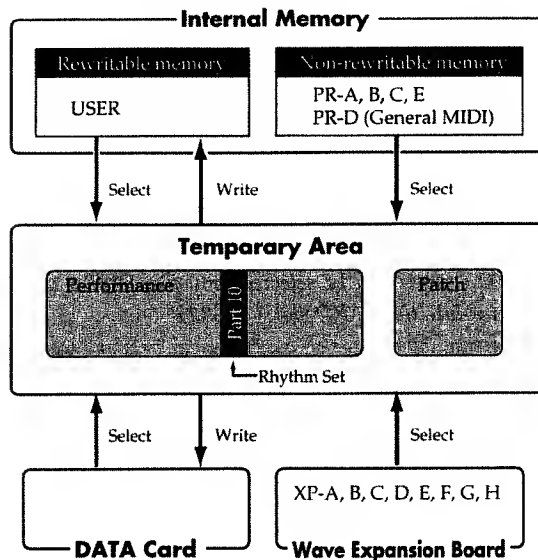 Internal Memory
Rewritable memory
Non-rewritable memory
USER
PR-A, B, C, E
PR-D (General MIDI)
Select
Write
Select
Temparary Area
Performance
Part 10
Patch
Rhythm Set
Select
Write
Select
XP-A, B, C, D, E, F, G, H
DATA Card
Wave Expansion Board